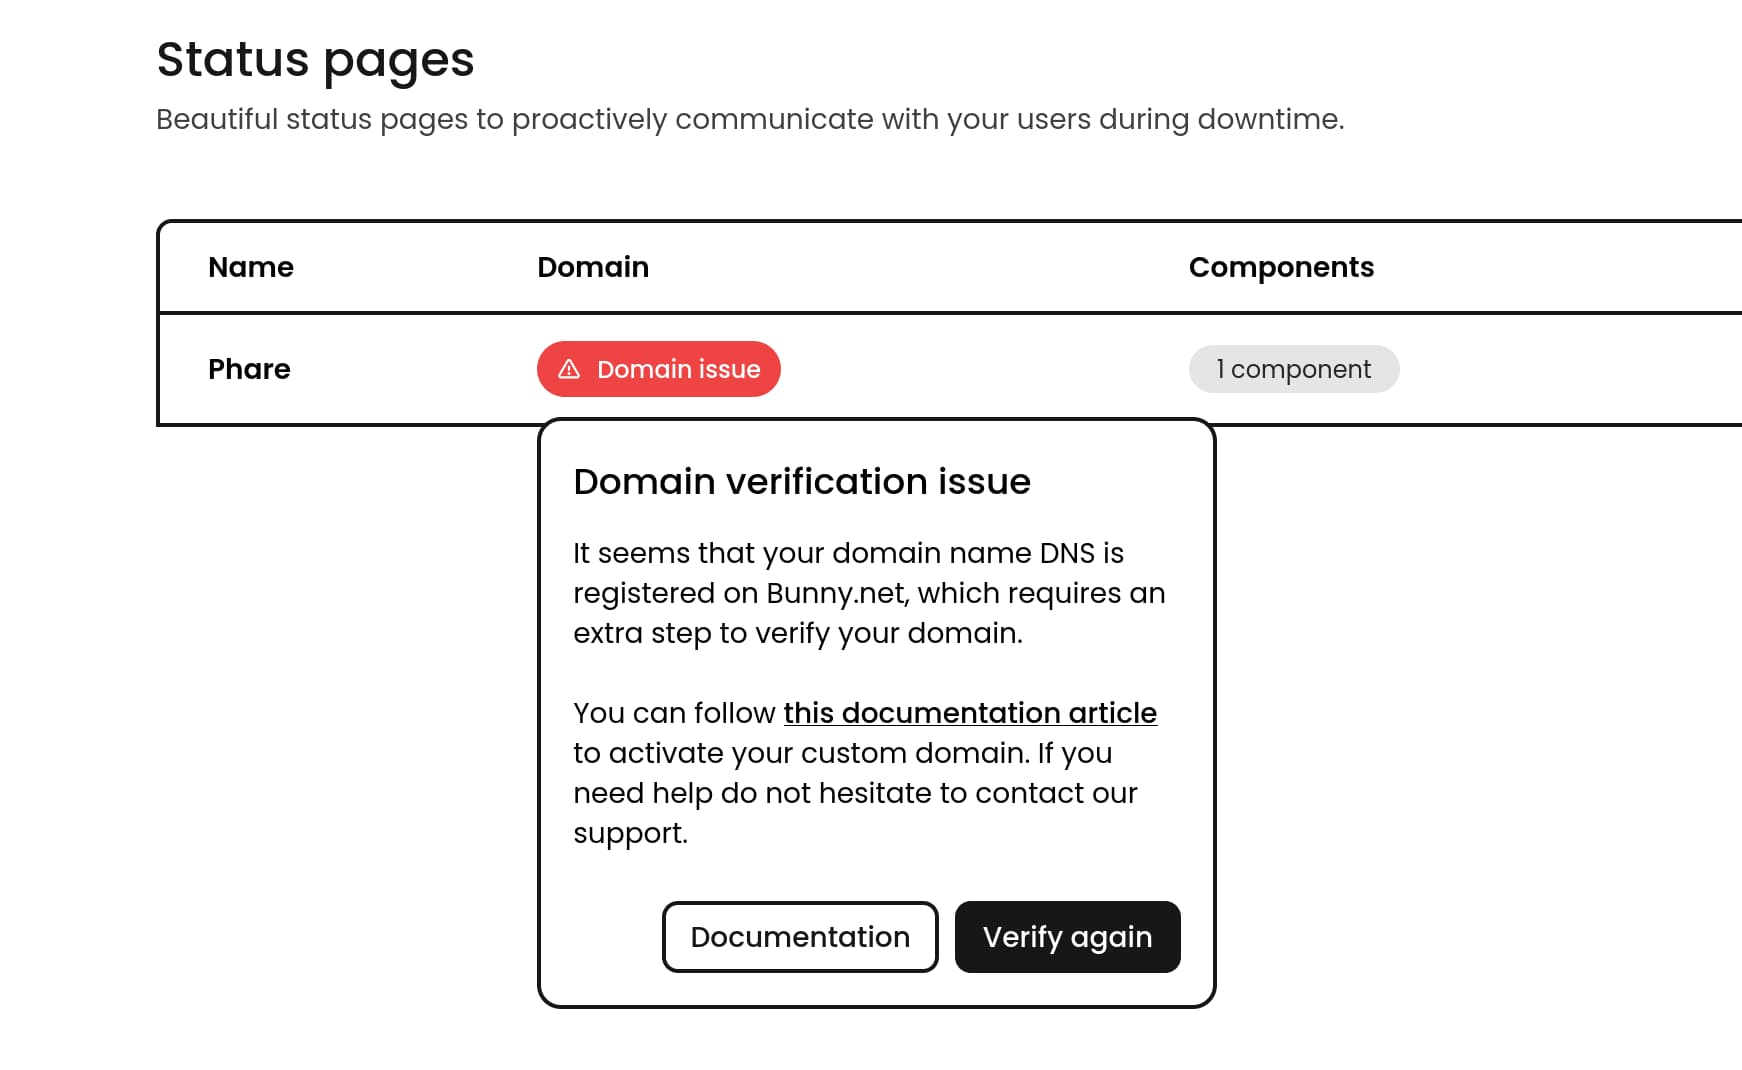 Status pages
Beautiful status pages to proactively communicate with your users during downtime.
Name Domain Components
Phare Domain issue 1 component
Domain verification issue
It seems that your domain name DNS is
registered on Bunny.net, which requires an
extra step to verify your domain.
You can follow this documentation article
to activate your custom domain. If you
need help do not hesitate to contact our
support.
Documentation Verify again